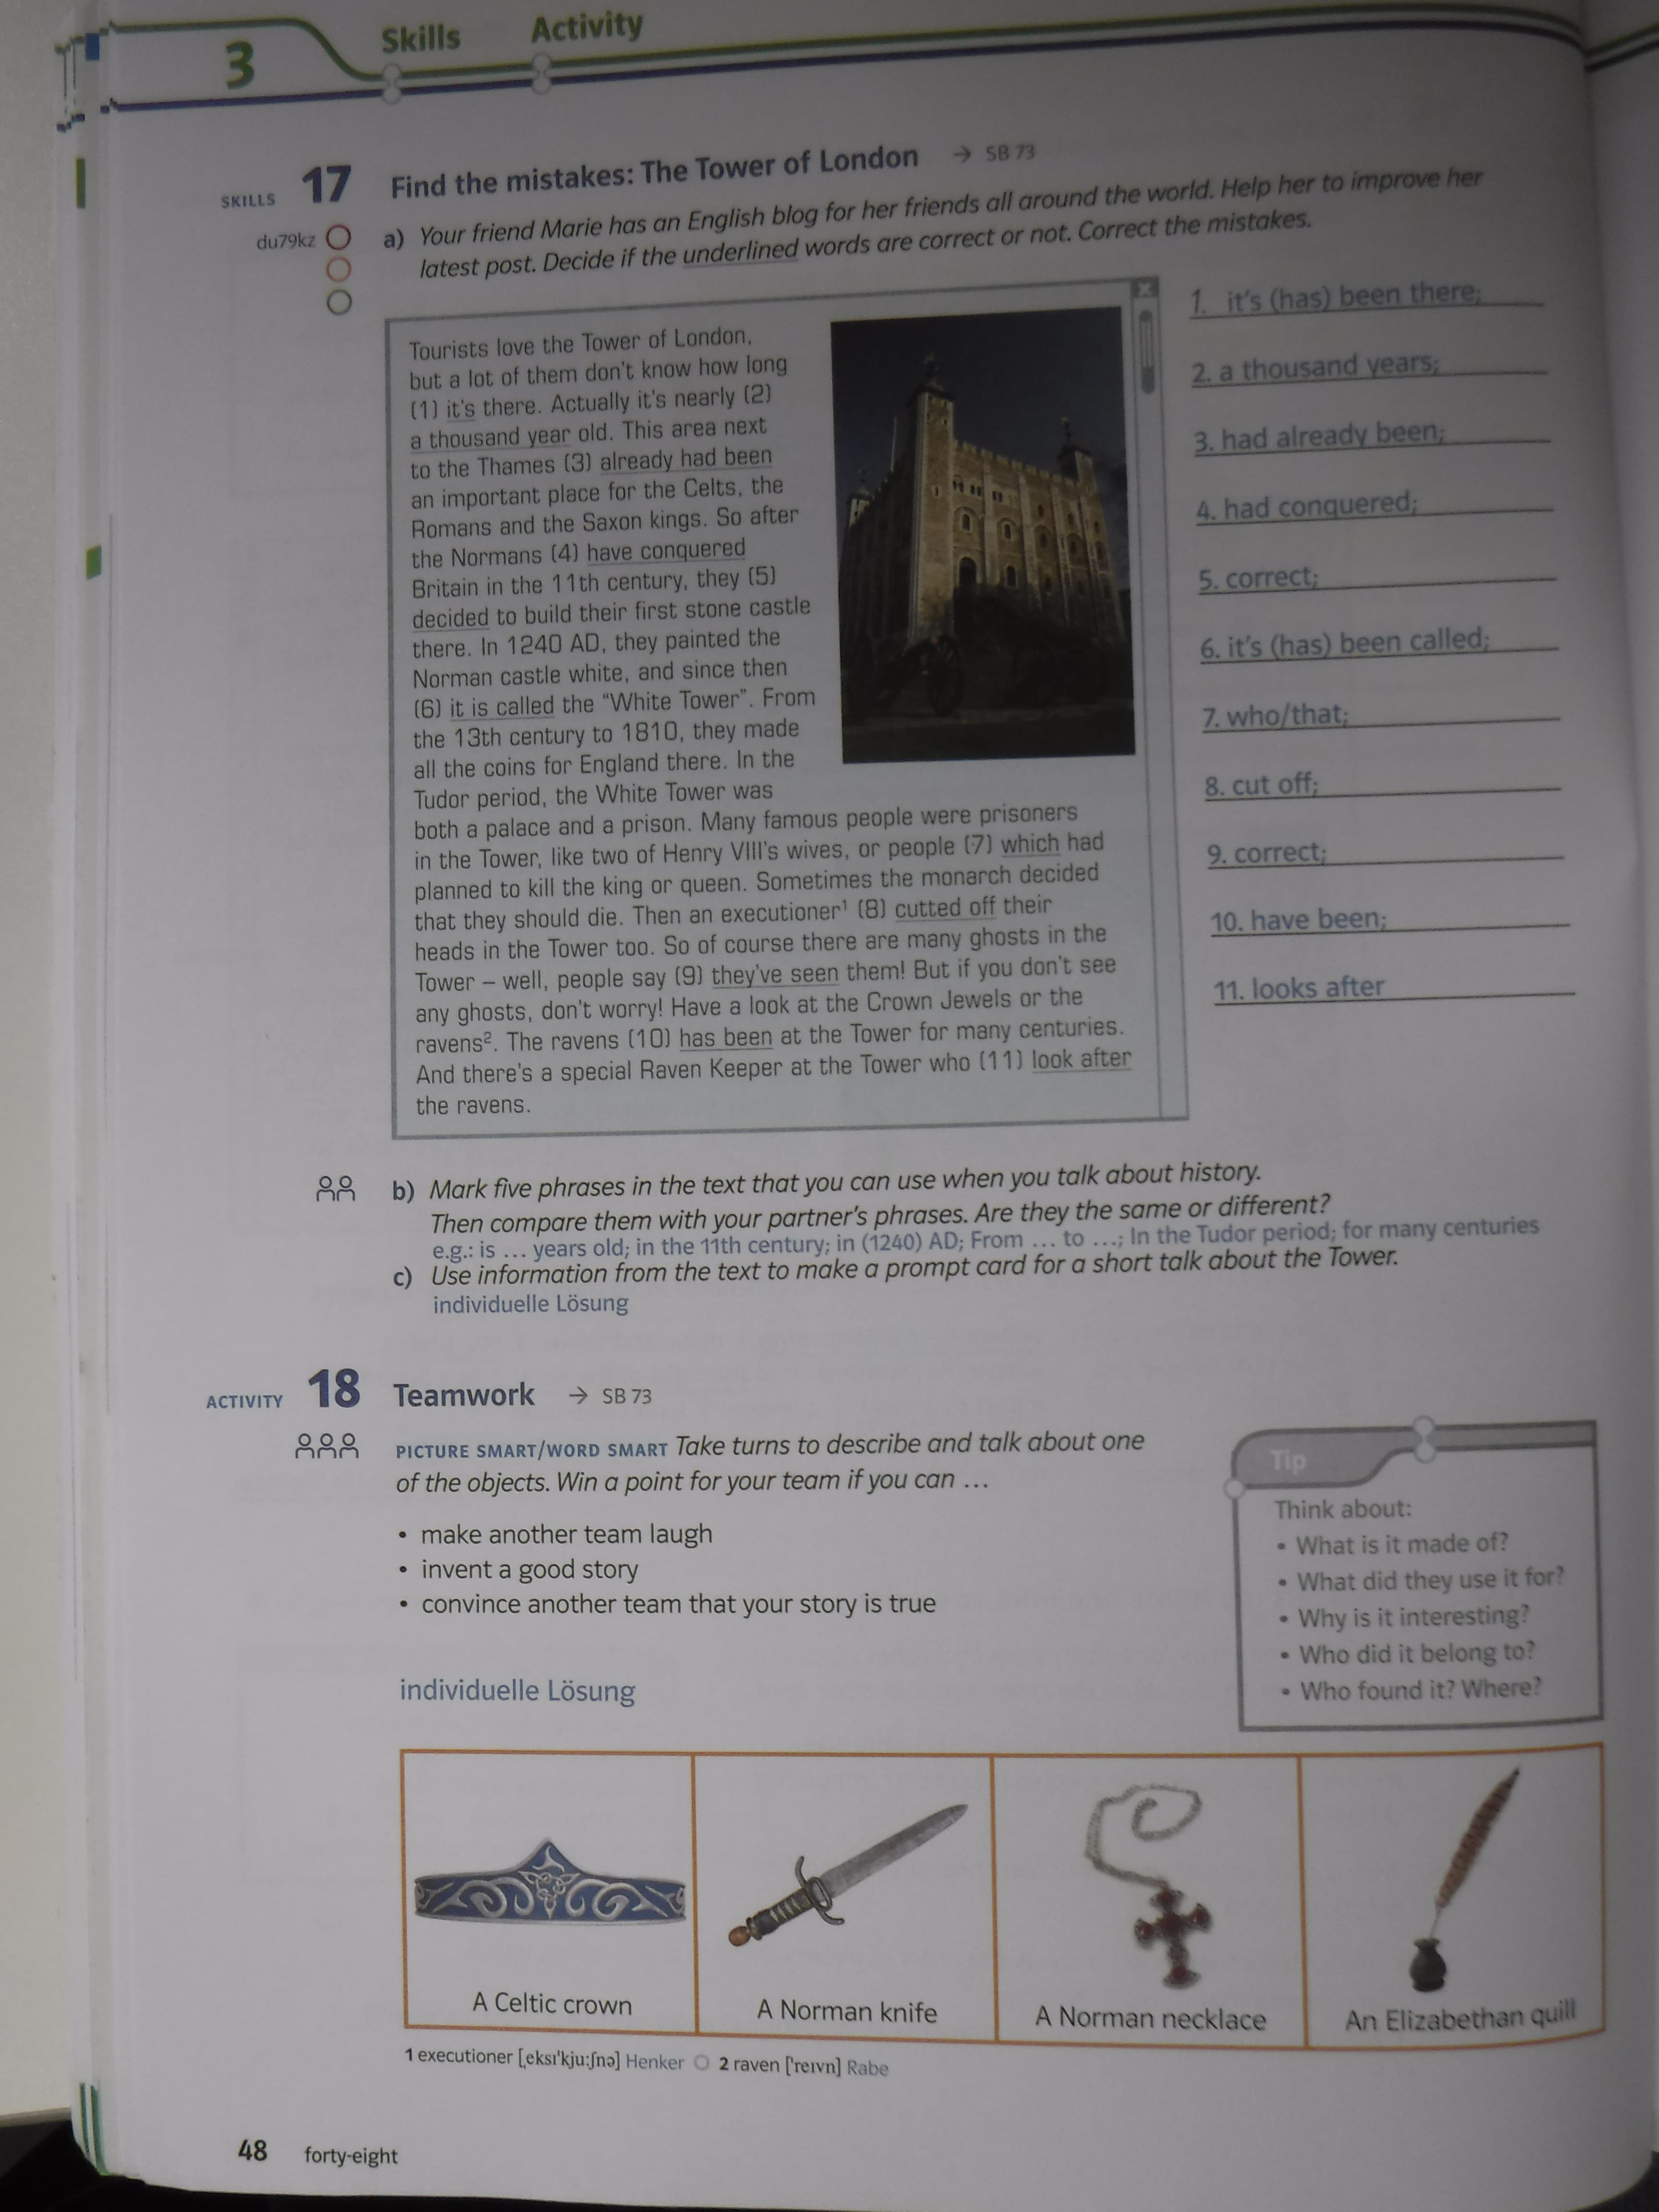 3
Skills
Activity
SKILLS 17 Find the mistakes: The Tower of London → SB 73
du79kz
a) Your friend Marie has an English blog for her friends all around the world. Help her to improve her
latest post. Decide if the underlined words are correct or not. Correct the mistakes.
Tourists love the Tower of London,
but a lot of them don't know how long
(1) it's there. Actually it's nearly (2)
a thousand year old. This area next
to the Thames (3) already had been
an important place for the Celts, the
Romans and the Saxon kings. So after
the Normans (4) have conquered
Britain in the 11th century, they (5)
decided to build their first stone castle
there. In 1240 AD, they painted the
Norman castle white, and since then
(6) it is called the “White Tower”. From
the 13th century to 1810, they made
all the coins for England there. In the
Tudor period, the White Tower was
both a palace and a prison. Many famous people were prisoners
in the Tower, like two of Henry VIII's wives, or people (7) which had
planned to kill the king or queen. Sometimes the monarch decided
that they should die. Then an executioner¹ (8) cutted off their
heads in the Tower too. So of course there are many ghosts in the
Tower – well, people say (9) they've seen them! But if you don't see
any ghosts, don't worry! Have a look at the Crown Jewels or the
ravens². The ravens (10) has been at the Tower for many centuries.
And there's a special Raven Keeper at the Tower who (11) look after
the ravens.
1. it's (has) been there;
2. a thousand years;
3. had already been;
4. had conquered;
5. correct;
6. it's (has) been called;
7. who/that;
8. cut off;
9. correct;
10. have been;
11. looks after
b) Mark five phrases in the text that you can use when you talk about history.
Then compare them with your partner's phrases. Are they the same or different?
e.g.: is ... years old; in the 11th century; in (1240) AD; From ... to ...; In the Tudor period; for many centuries
c) Use information from the text to make a prompt card for a short talk about the Tower.
individuelle Lösung
ACTIVITY 18 Teamwork → SB 73
PICTURE SMART/WORD SMART Take turns to describe and talk about one
of the objects. Win a point for your team if you can ...
• make another team laugh
• invent a good story
• convince another team that your story is true
individuelle Lösung
Tip
Think about:
• What is it made of?
• What did they use it for?
• Why is it interesting?
• Who did it belong to?
• Who found it? Where?
A Celtic crown
A Norman knife
A Norman necklace
An Elizabethan quill
1 executioner [ˌeksɪˈkjuːʃnə] Henker 2 raven [ˈreɪvn] Rabe
48 forty-eight